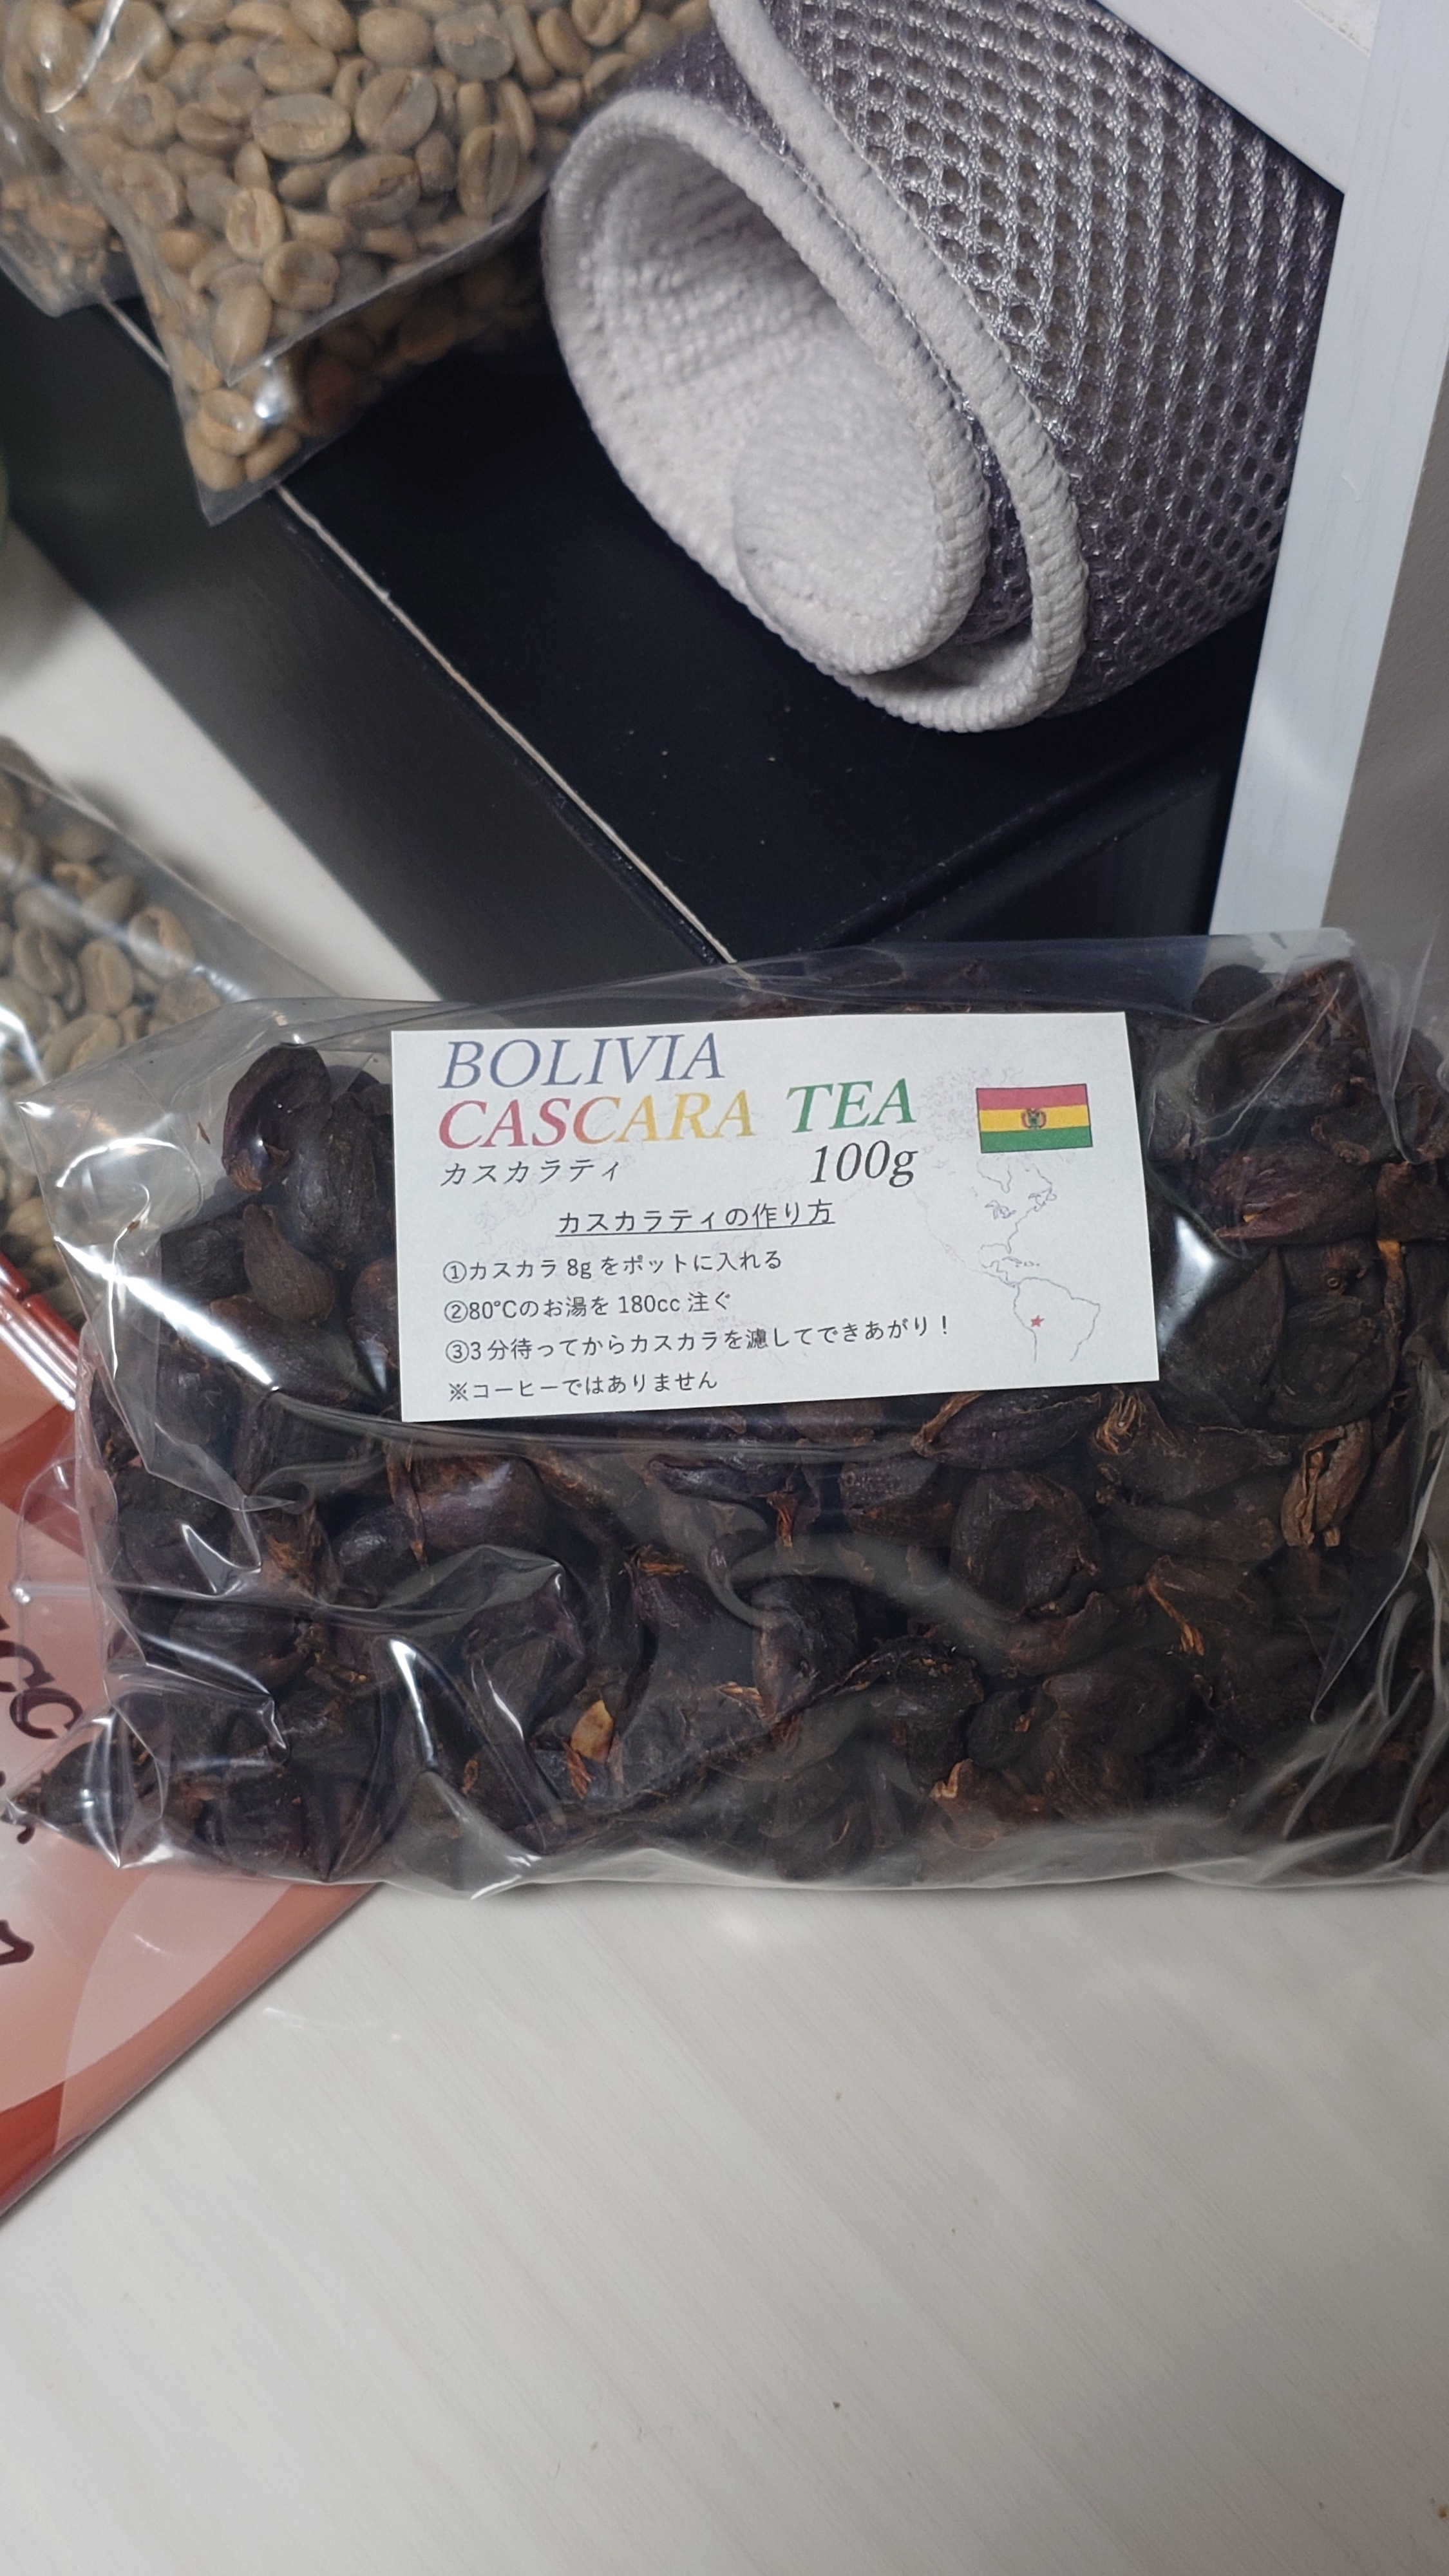 BOLIVIA
CASCARA TEA
カスカラティ 100g
カスカラティの作り方
①カスカラ 8g をポットに入れる
②80℃のお湯を 180cc 注ぐ
③3分待ってからカスカラを濾してできあがり！
※コーヒーではありません